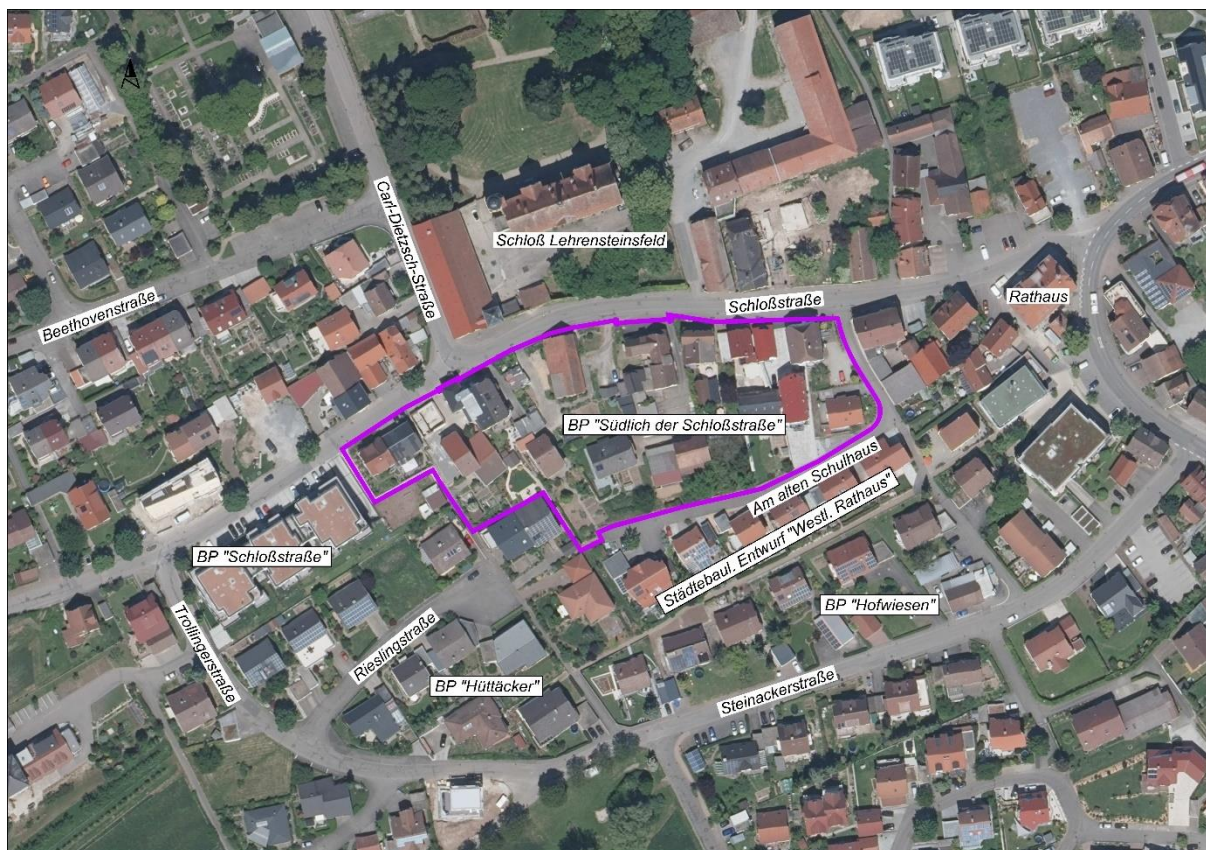 Carl-Dietzsch-Straße
Schloß Lehrensteinsfeld
Beethovenstraße
Schloßstraße
Rathaus
BP "Südlich der Schloßstraße"
Am alten Schulhaus
Städtebaul. Entwurf "Westl. Rathaus"
BP "Schloßstraße"
BP "Hofwiesen"
Trollingerstraße
Rieslingstraße
BP "Hüttäcker"
Steinackerstraße